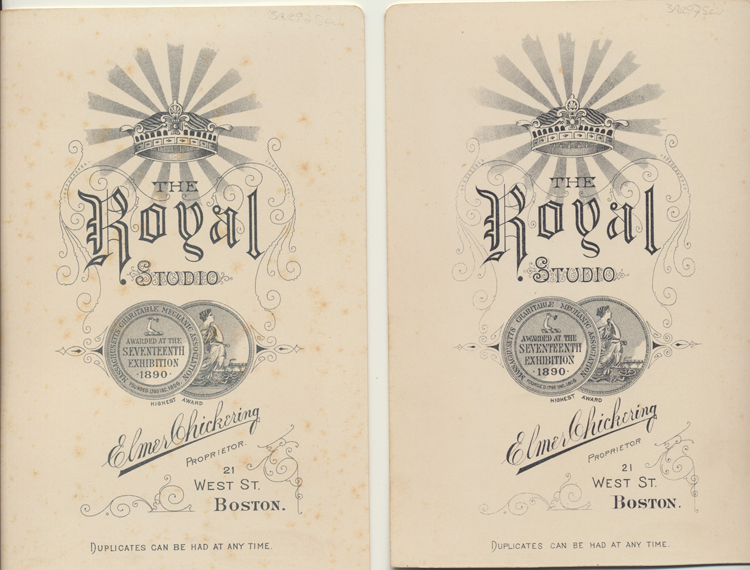 THE
Royal
STUDIO
MASSACHUSETTS CHARITABLE MECHANIC ASSOCIATION
AWARDED AT THE
SEVENTEENTH
EXHIBITION
· 1890 ·
HIGHEST AWARD
Elmer Chickering
PROPRIETOR.
21
WEST ST.
BOSTON.
DUPLICATES CAN BE HAD AT ANY TIME.
THE
Royal
STUDIO
MASSACHUSETTS CHARITABLE MECHANIC ASSOCIATION
AWARDED AT THE
SEVENTEENTH
EXHIBITION
· 1890 ·
HIGHEST AWARD
Elmer Chickering
PROPRIETOR.
21
WEST ST.
BOSTON.
DUPLICATES CAN BE HAD AT ANY TIME.